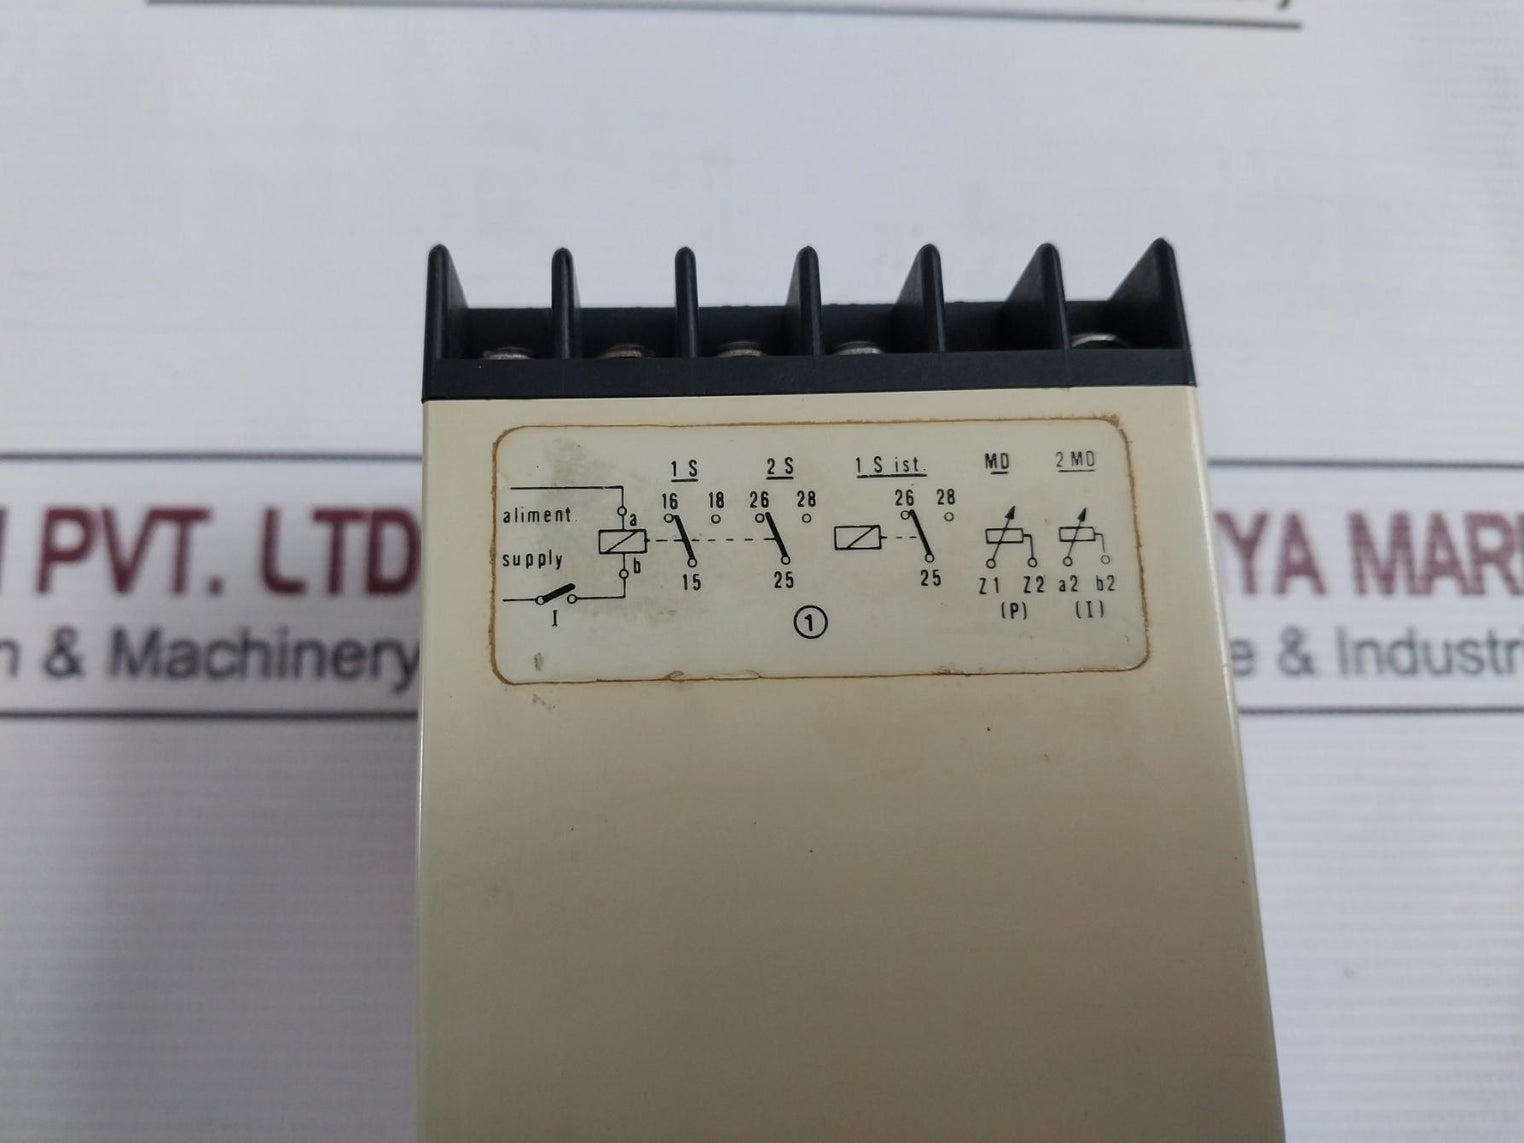 1 S 2 S 1 S ist. MD 2 MD
16 18 26 28 26 28
aliment. a
supply b
15 25 25 Z1 Z2 a2 b2
I 1 (P) (I)
PVT. LTD YA MAR
& Machinery e & Industri